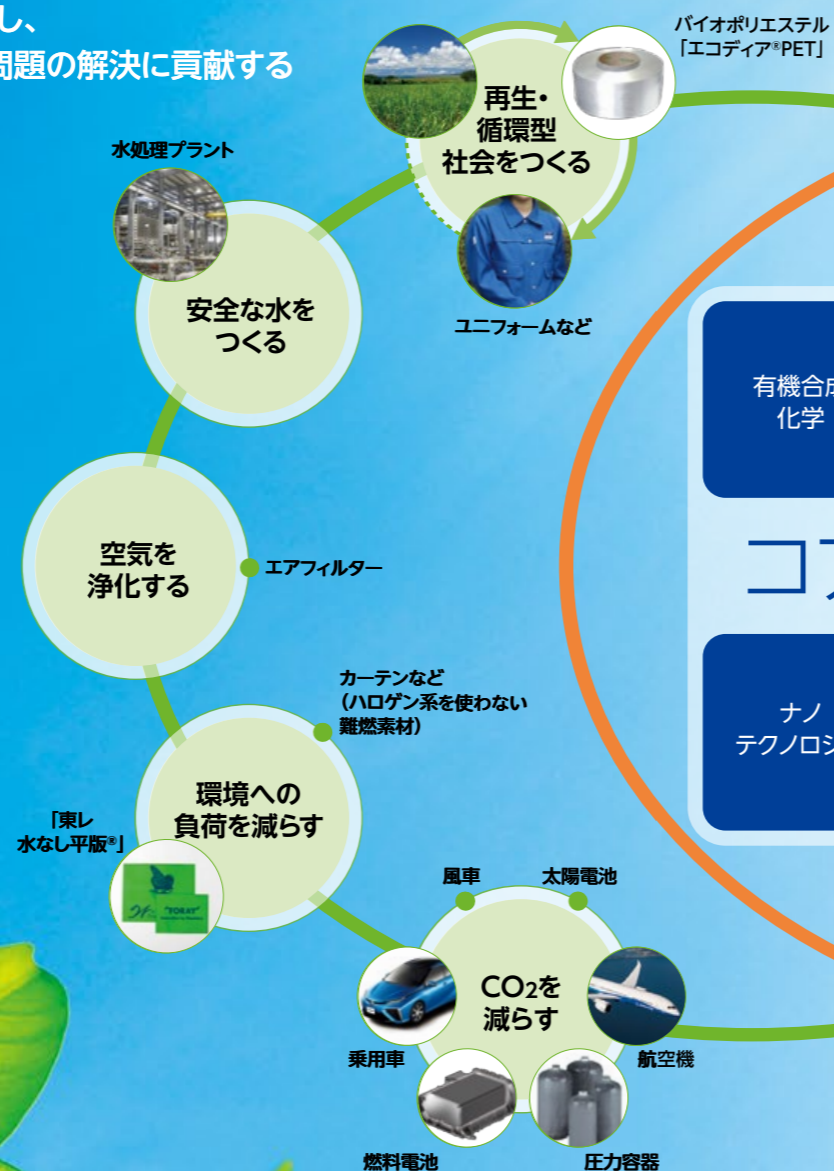 し、
問題の解決に貢献する
バイオポリエステル
「エコディア®PET」
再生・
循環型
社会をつくる
ユニフォームなど
水処理プラント
安全な水を
つくる
空気を
浄化する
エアフィルター
カーテンなど
(ハロゲン系を使わない
難燃素材)
環境への
負荷を減らす
「東レ
水なし平版®」
"TORAY"
風車
太陽電池
CO2を
減らす
乗用車
航空機
燃料電池
圧力容器
有機合成
化学
コア
ナノ
テクノロジ